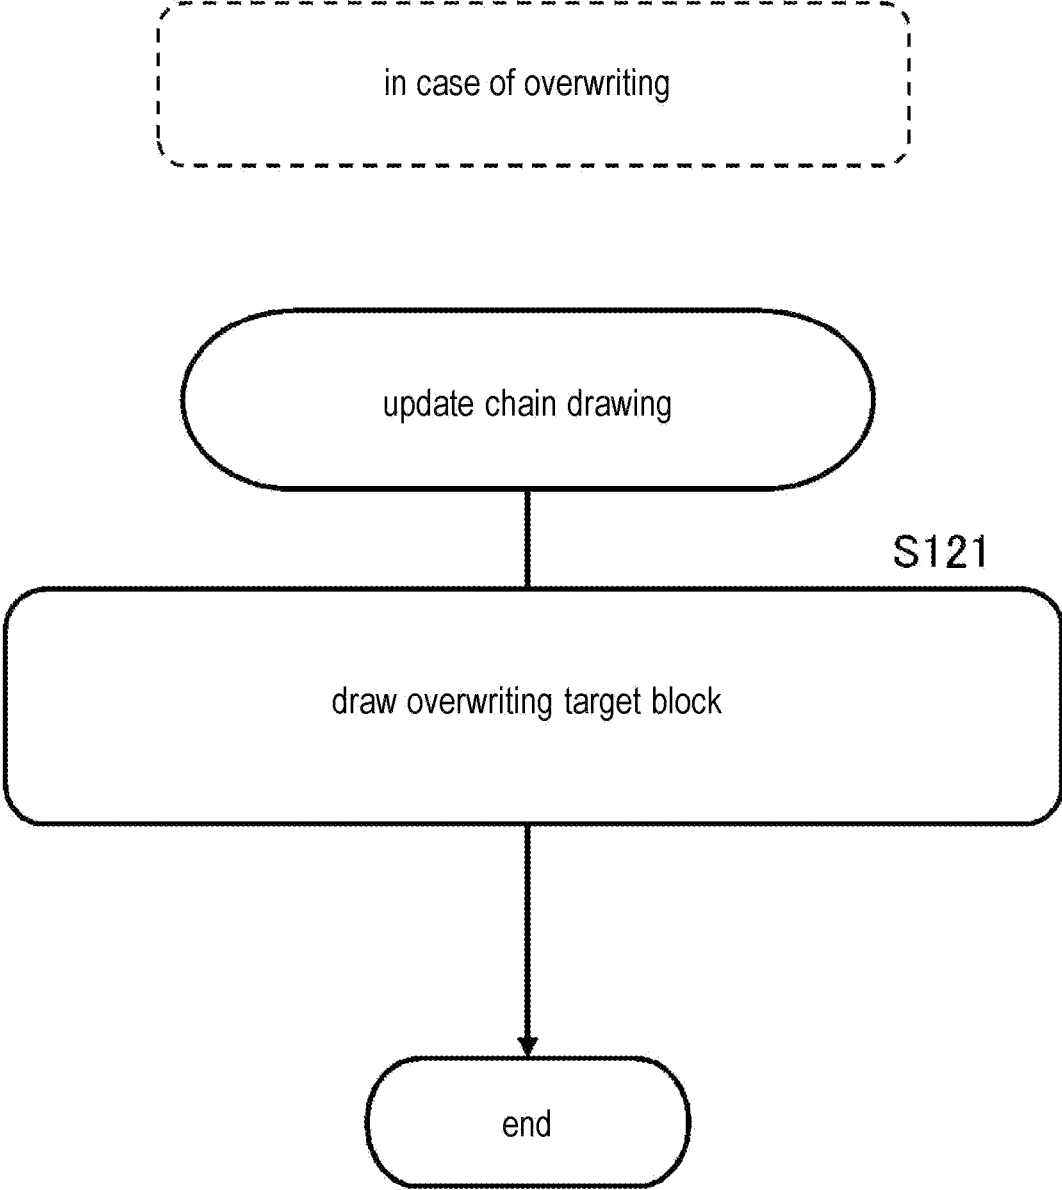 in case of overwriting
update chain drawing
S121
draw overwriting target block
end